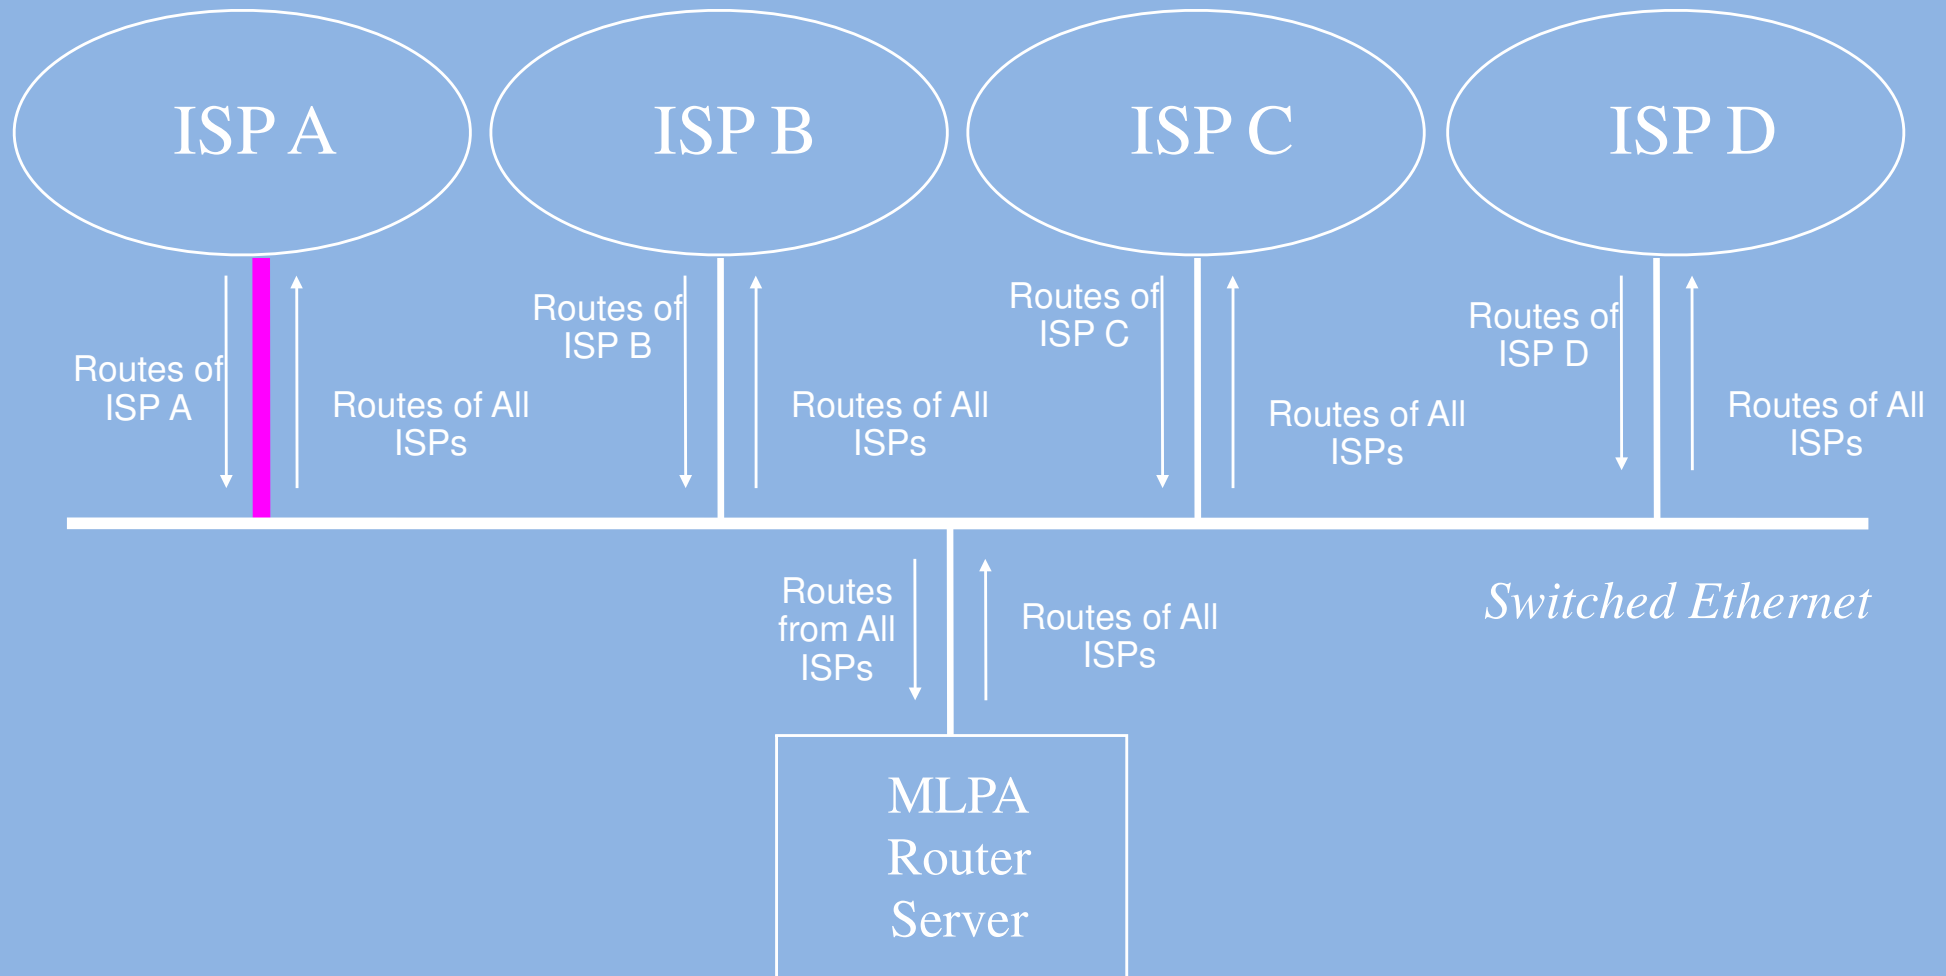 ISP A
ISP B
ISP C
ISP D
Routes of
ISP A
Routes of All
ISPs
Routes of
ISP B
Routes of All
ISPs
Routes of
ISP C
Routes of All
ISPs
Routes of
ISP D
Routes of All
ISPs
Routes
from All
ISPs
Routes of All
ISPs
Switched Ethernet
MLPA
Router
Server